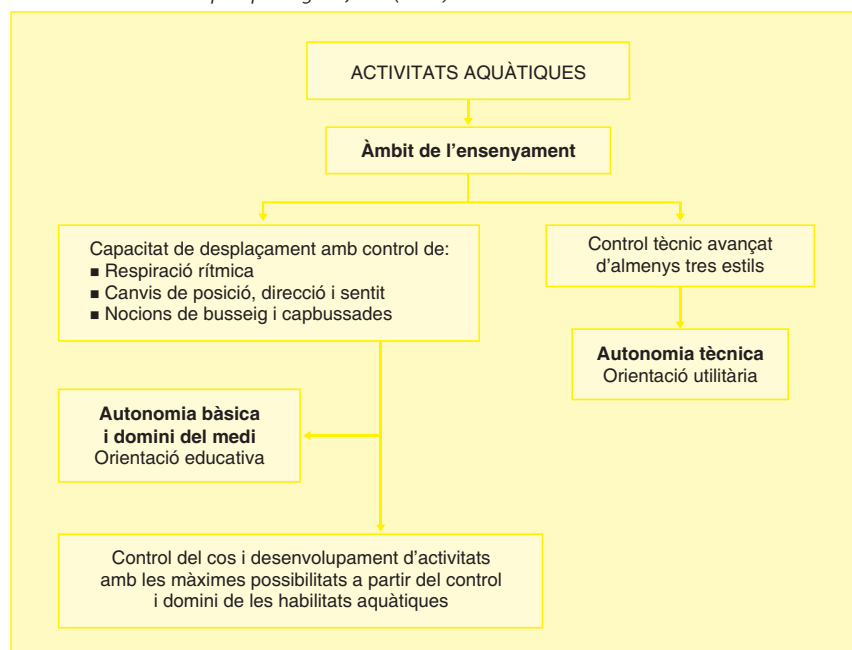 ACTIVITATS AQUÀTIQUES
Àmbit de l'ensenyament
Capacitat de desplaçament amb control de:
■ Respiració rítmica
■ Canvis de posició, direcció i sentit
■ Nocions de busseig i capbussades
Control tècnic avançat
d'almenys tres estils
Autonomia tècnica
Orientació utilitària
Autonomia bàsica
i domini del medi
Orientació educativa
Control del cos i desenvolupament d'activitats
amb les màximes possibilitats a partir del control
i domini de les habilitats aquàtiques